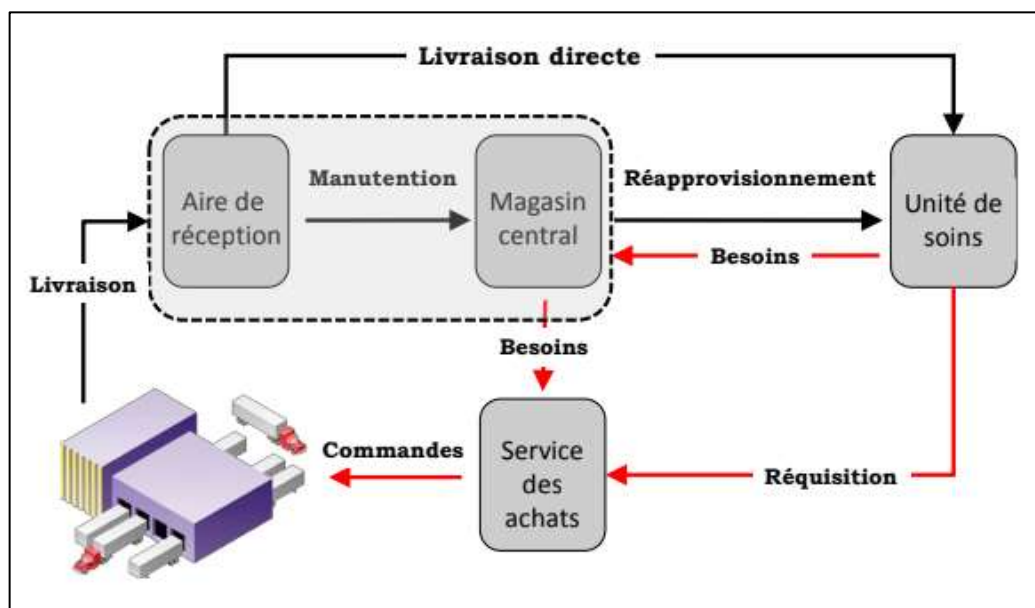 Livraison directe
Aire de
réception
Manutention
Magasin
central
Réapprovisionnement
Unité de
soins
Besoins
Livraison
Besoins
Commandes
Service
des
achats
Réquisition